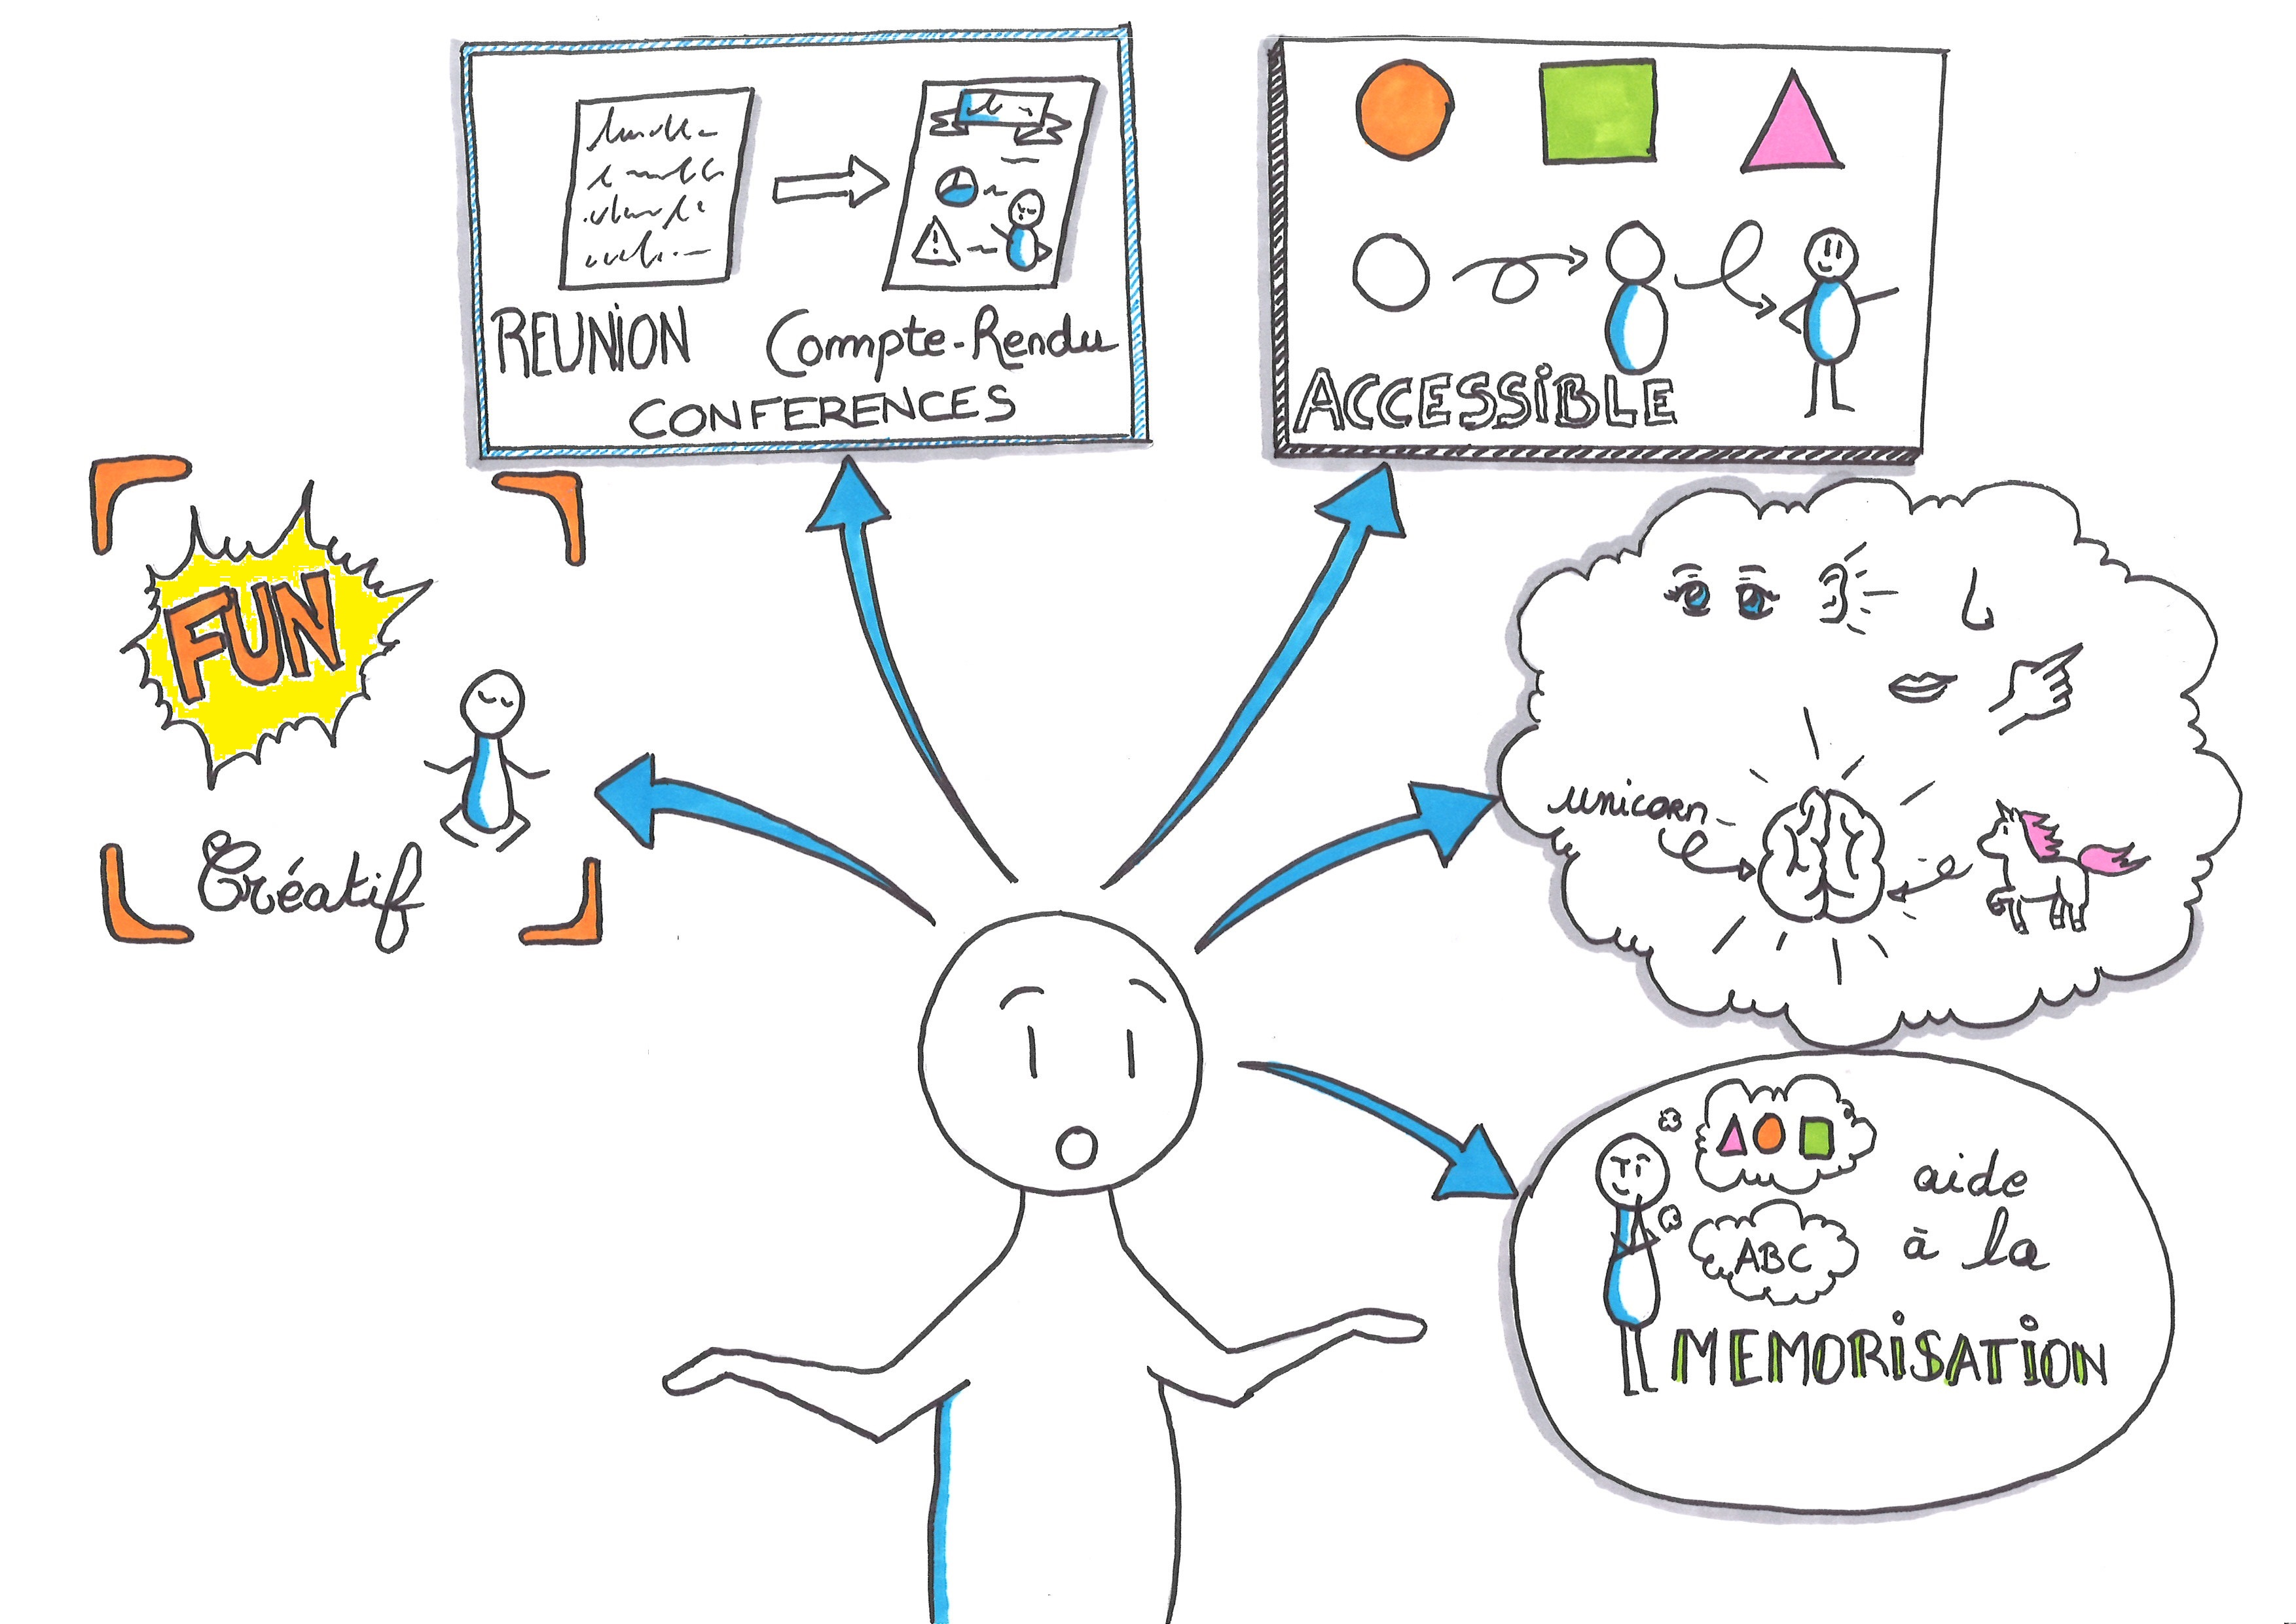 REUNION
Compte-Rendu
CONFERENCES
ACCESSIBLE
FUN
Créatif
unicorn
ABC
aide
à la
MEMORISATION